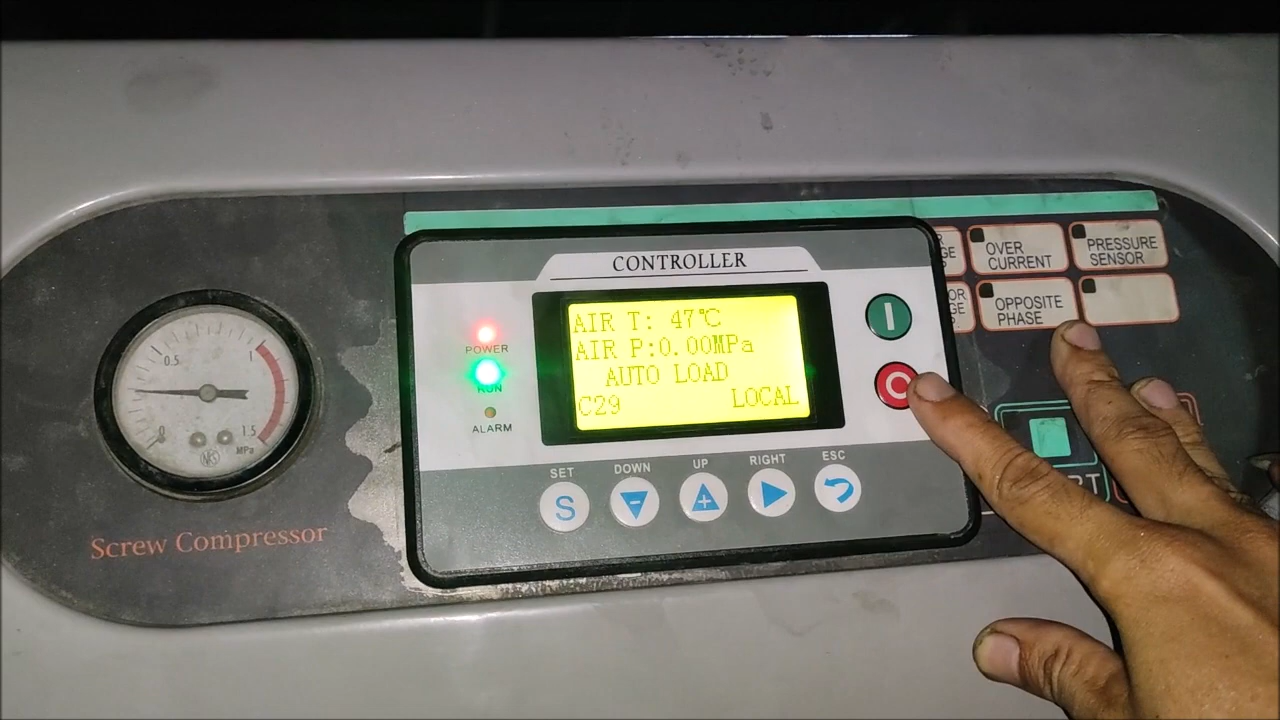 0.5
1
0
1.5
MPa
Screw Compressor
CONTROLLER
POWER
RUN
ALARM
AIR T: 47℃
AIR P:0.00MPa
AUTO LOAD
C29 LOCAL
SET
DOWN
UP
RIGHT
ESC
S
OVER
CURRENT
PRESSURE
SENSOR
OPPOSITE
PHASE